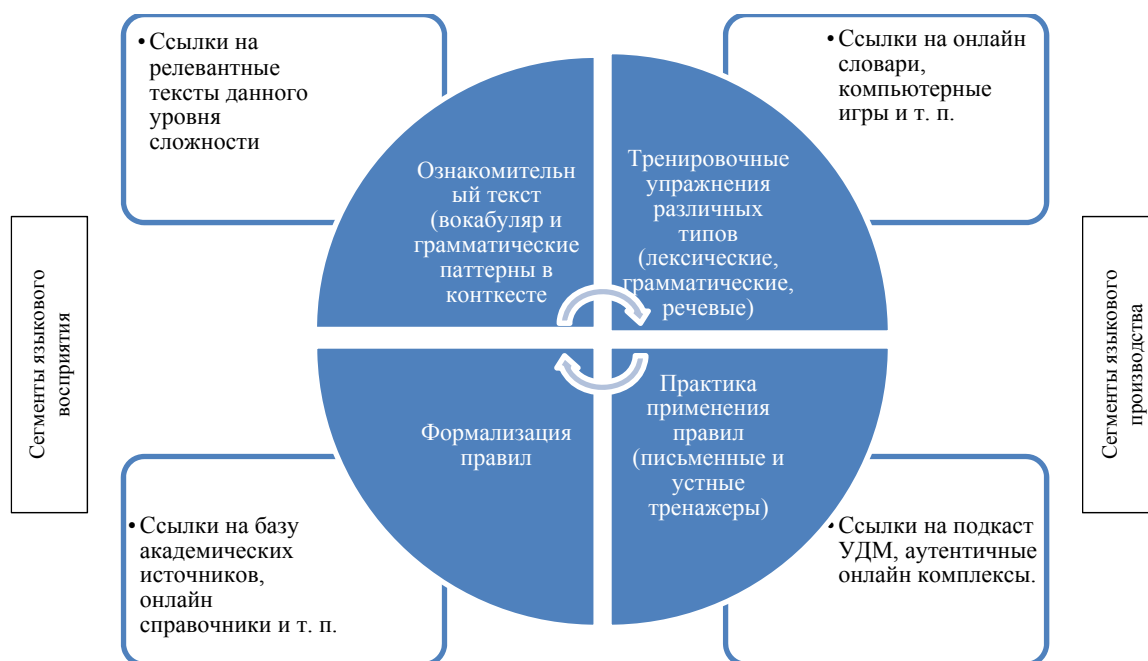 • Ссылки на
релевантные
тексты данного
уровня
сложности
• Ссылки на онлайн
словари,
компьютерные
игры и т. п.
Ознакомительн
ый текст
(вокабуляр и
грамматические
паттерны в
конткесте
Тренировочные
упражнения
различных
типов
(лексические,
грамматические,
речевые)
Сегменты языкового
восприятия
Сегменты языкового
производства
Формализация
правил
Практика
применения
правил
(письменные и
устные
тренажеры)
• Ссылки на базу
академических
источников,
онлайн
справочники и т. п.
• Ссылки на подкаст
УДМ, аутентичные
онлайн комплексы.